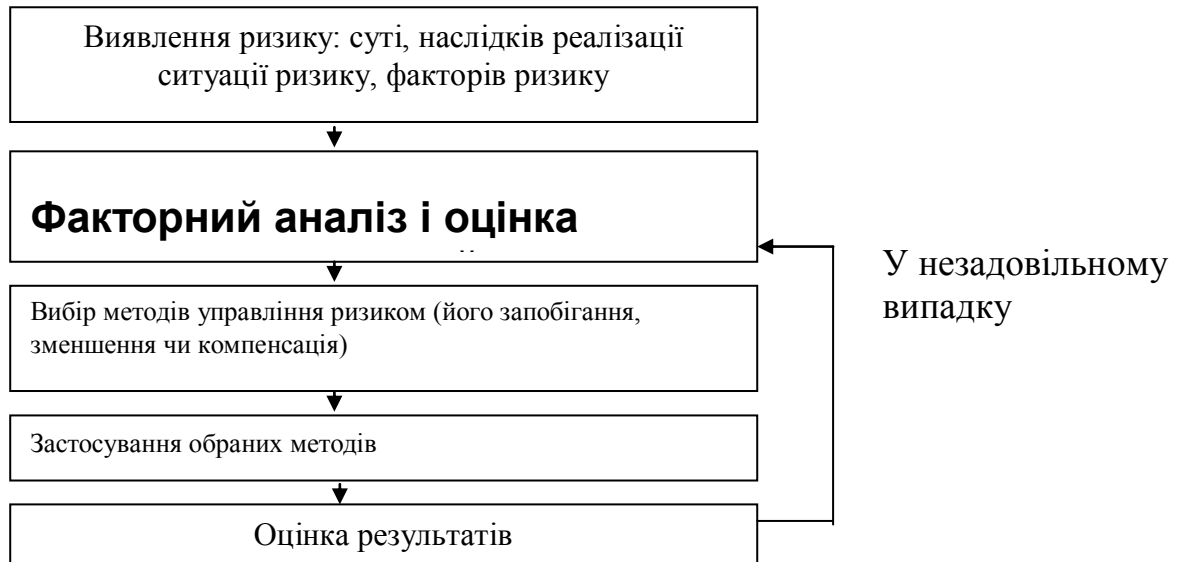 Виявлення ризику: суті, наслідків реалізації
ситуації ризику, факторів ризику
Факторний аналіз і оцінка
У незадовільному
випадку
Вибір методів управління ризиком (його запобігання,
зменшення чи компенсація)
Застосування обраних методів
Оцінка результатів